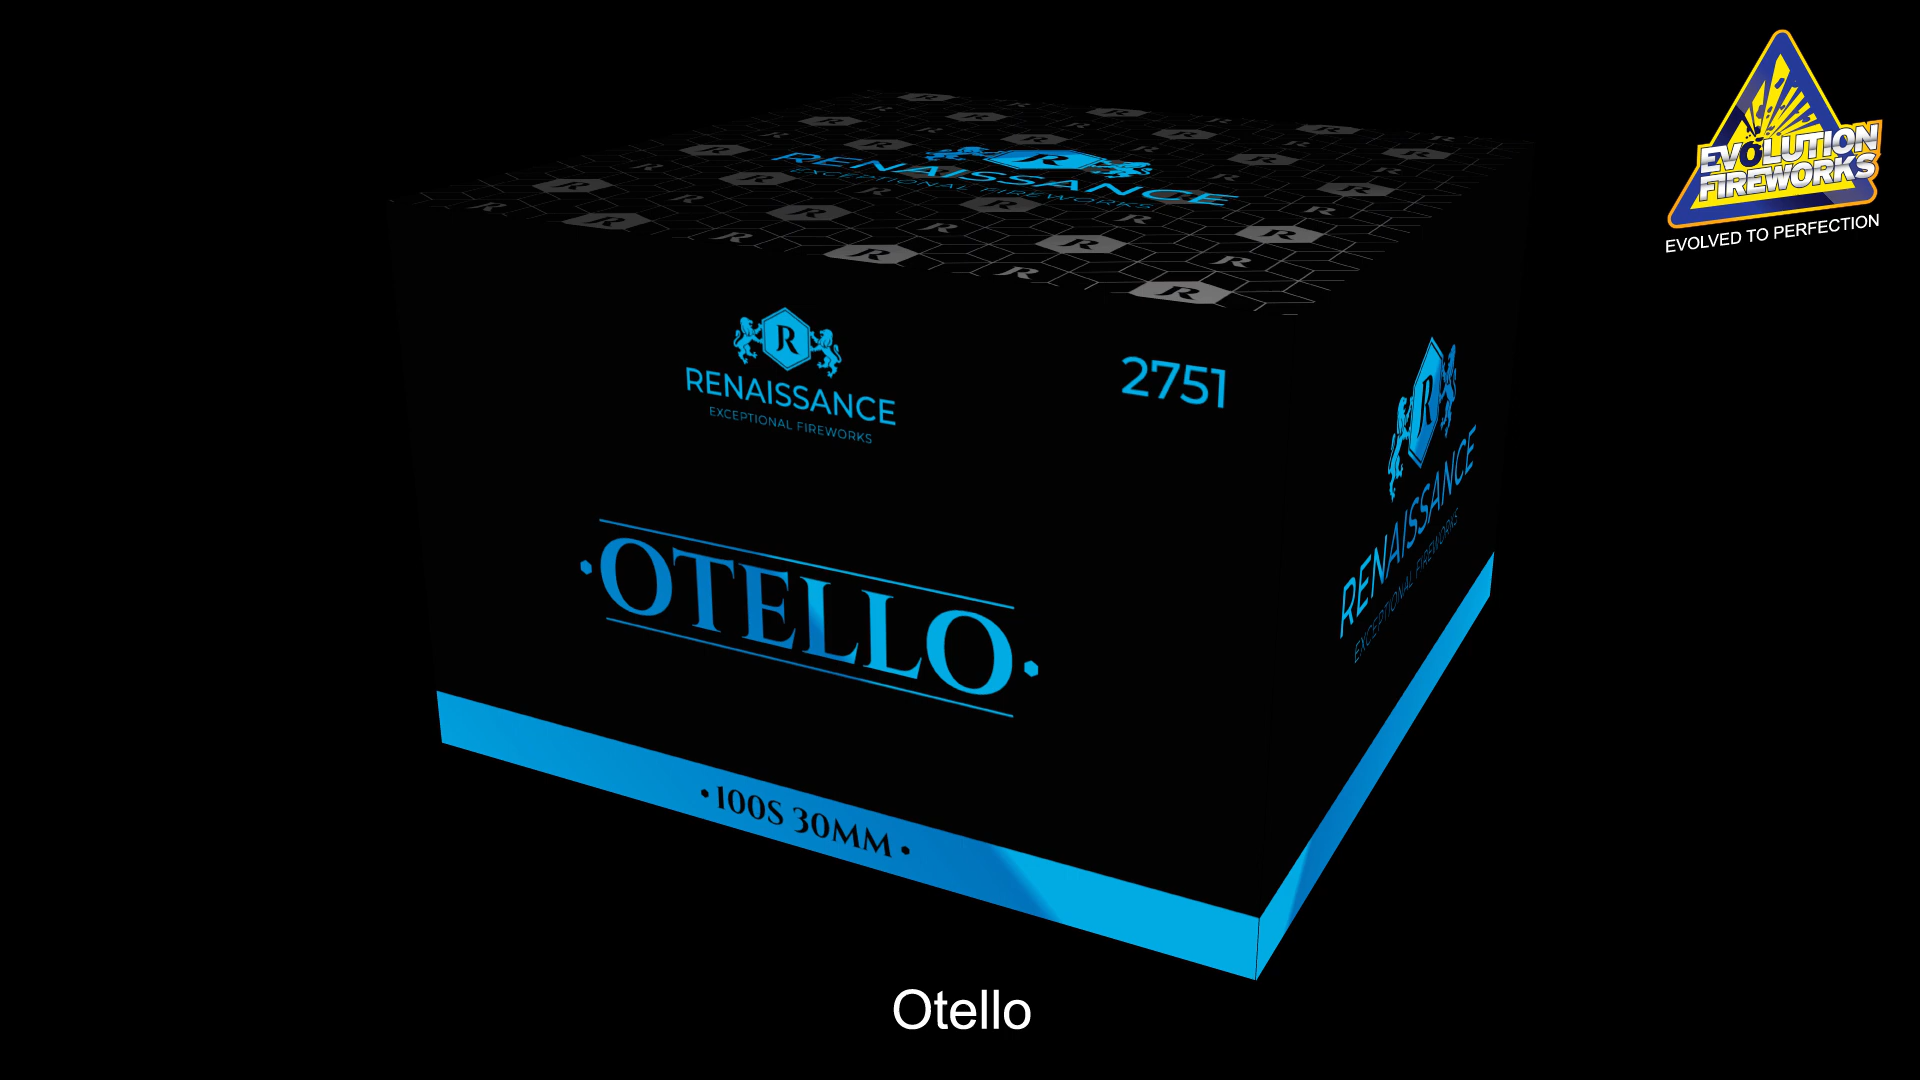 R
RENAISSANCE
EXCEPTIONAL FIREWORKS
EVOLUTION
FIREWORKS
EVOLVED TO PERFECTION
R
RENAISSANCE
EXCEPTIONAL FIREWORKS
2751
R
RENAISSANCE
EXCEPTIONAL FIREWORKS
OTELLO
• 100S 30MM •
Otello